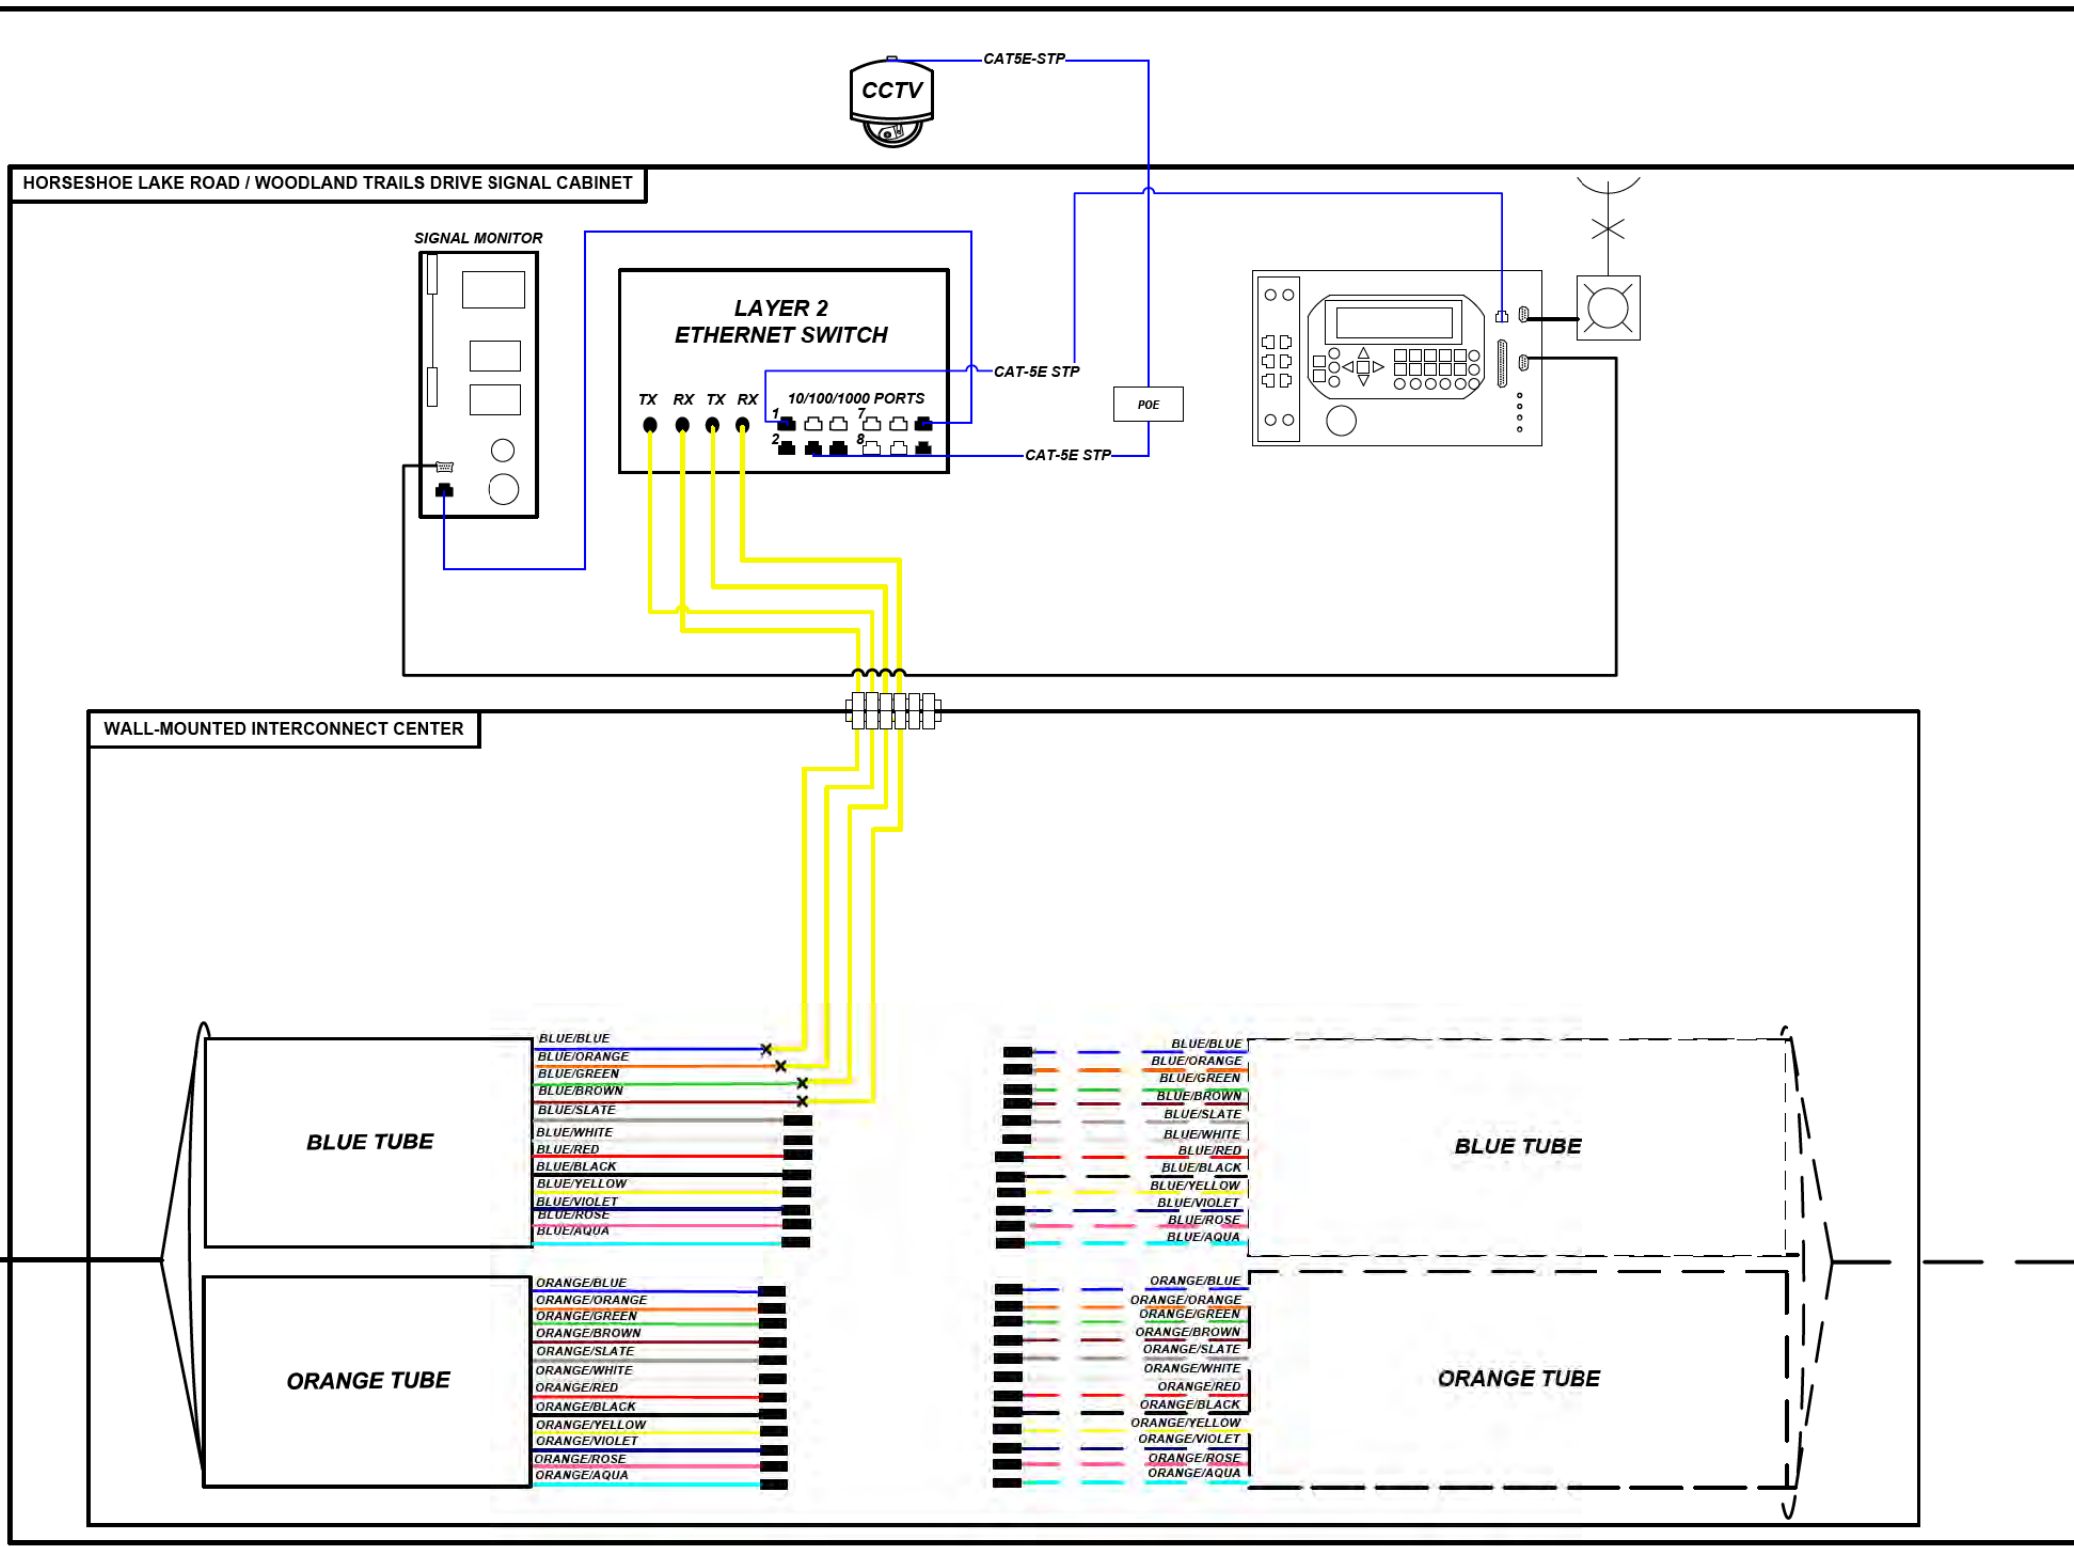 CAT5E-STP
CCTV
HORSESHOE LAKE ROAD / WOODLAND TRAILS DRIVE SIGNAL CABINET
SIGNAL MONITOR
LAYER 2
ETHERNET SWITCH
CAT-5E STP
TX RX TX RX
10/100/1000 PORTS
1
7
2
8
POE
CAT-5E STP
WALL-MOUNTED INTERCONNECT CENTER
BLUE TUBE
BLUE/BLUE
BLUE/ORANGE
BLUE/GREEN
BLUE/BROWN
BLUE/SLATE
BLUE/WHITE
BLUE/RED
BLUE/BLACK
BLUE/YELLOW
BLUE/VIOLET
BLUE/ROSE
BLUE/AQUA
BLUE/BLUE
BLUE/ORANGE
BLUE/GREEN
BLUE/BROWN
BLUE/SLATE
BLUE/WHITE
BLUE/RED
BLUE/BLACK
BLUE/YELLOW
BLUE/VIOLET
BLUE/ROSE
BLUE/AQUA
BLUE TUBE
ORANGE TUBE
ORANGE/BLUE
ORANGE/ORANGE
ORANGE/GREEN
ORANGE/BROWN
ORANGE/SLATE
ORANGE/WHITE
ORANGE/RED
ORANGE/BLACK
ORANGE/YELLOW
ORANGE/VIOLET
ORANGE/ROSE
ORANGE/AQUA
ORANGE/BLUE
ORANGE/ORANGE
ORANGE/GREEN
ORANGE/BROWN
ORANGE/SLATE
ORANGE/WHITE
ORANGE/RED
ORANGE/BLACK
ORANGE/YELLOW
ORANGE/VIOLET
ORANGE/ROSE
ORANGE/AQUA
ORANGE TUBE